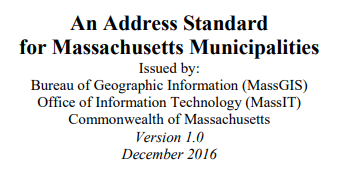 An Address Standard
for Massachusetts Municipalities
Issued by:
Bureau of Geographic Information (MassGIS)
Office of Information Technology (MassIT)
Commonwealth of Massachusetts
Version 1.0
December 2016